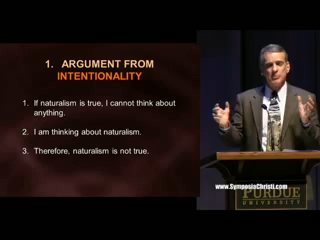 1. ARGUMENT FROM
INTENTIONALITY
1. If naturalism is true, I cannot think about
anything.
2. I am thinking about naturalism.
3. Therefore, naturalism is not true.
www.SymposiaChristi.com
PURDUE
UNIVERSITY